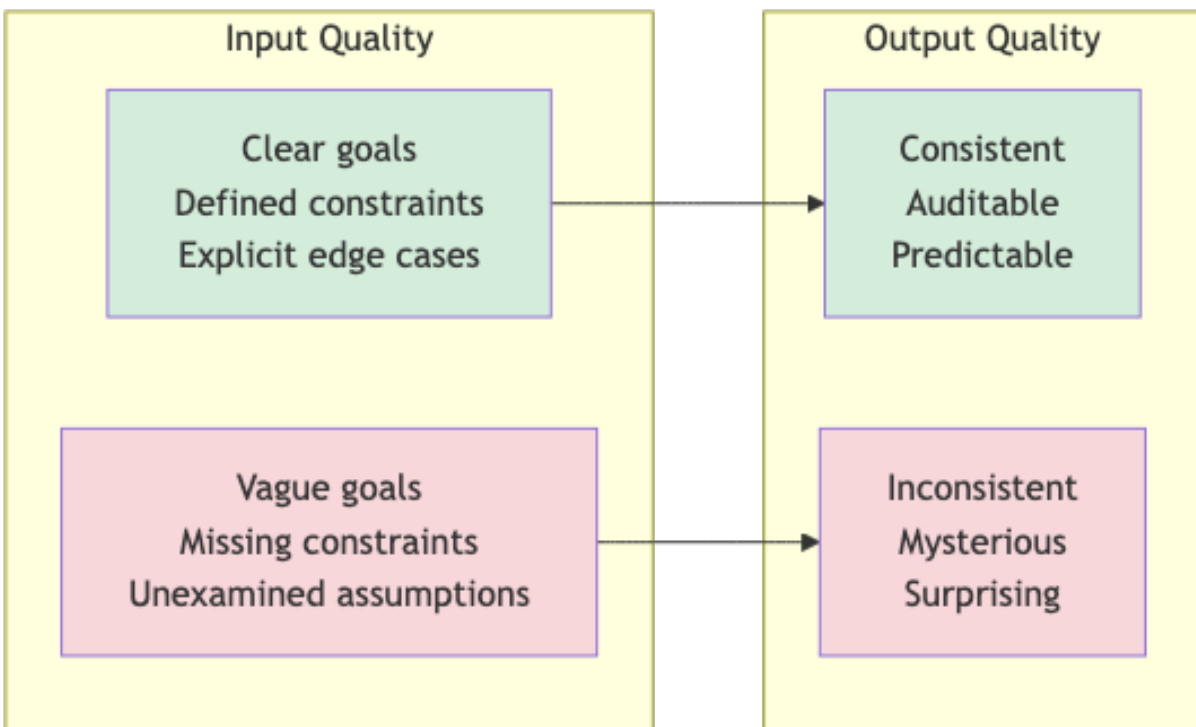 Input Quality
Clear goals
Defined constraints
Explicit edge cases
Vague goals
Missing constraints
Unexamined assumptions
Output Quality
Consistent
Auditable
Predictable
Inconsistent
Mysterious
Surprising